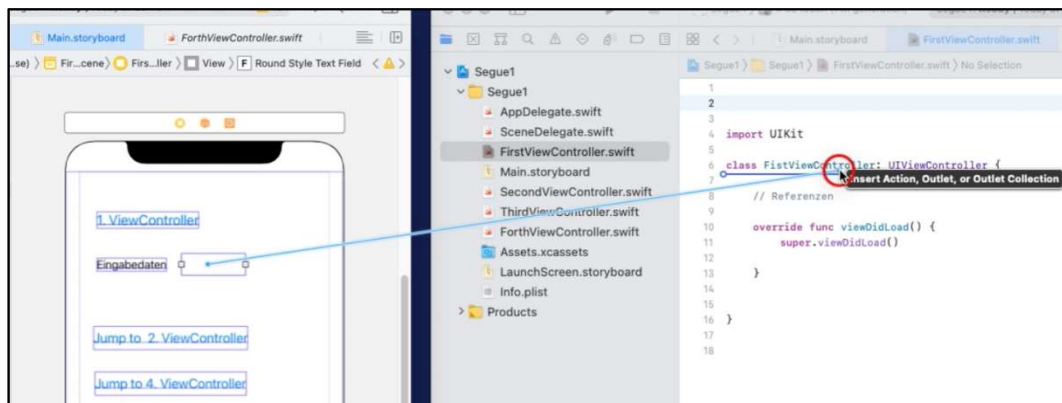 Main.storyboard
ForthViewController.swift
...se) 〉 Fir...cene) 〉 Firs...ller 〉 View 〉 F Round Style Text Field
1. ViewController
Eingabedaten
Jump to 2. ViewController
Jump to 4. ViewController
Segue1
Segue1
AppDelegate.swift
SceneDelegate.swift
FirstViewController.swift
Main.storyboard
SecondViewController.swift
ThirdViewController.swift
ForthViewController.swift
Assets.xcassets
LaunchScreen.storyboard
Info.plist
Products
Main.storyboard
FirstViewController.swift
Segue1 〉 Segue1 〉 FirstViewController.swift 〉 No Selection
1
2
3
4 import UIKit
5
6 class FistViewController: UIViewController {
7
Insert Action, Outlet, or Outlet Collection
8 // Referenzen
9
10 override func viewDidLoad() {
11 super.viewDidLoad()
12
13 }
14
15
16 }
17
18